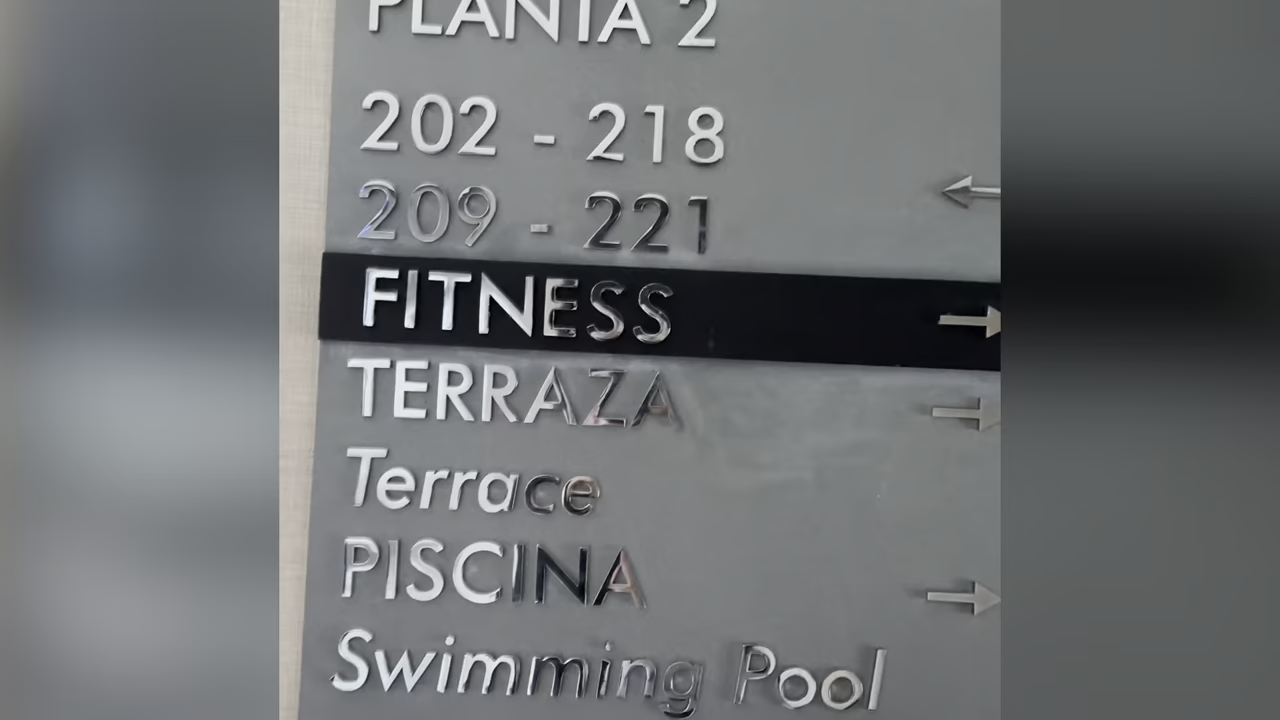 PLANTA 2
202 - 218
209 - 221
FITNESS
TERRAZA
Terrace
PISCINA
Swimming Pool